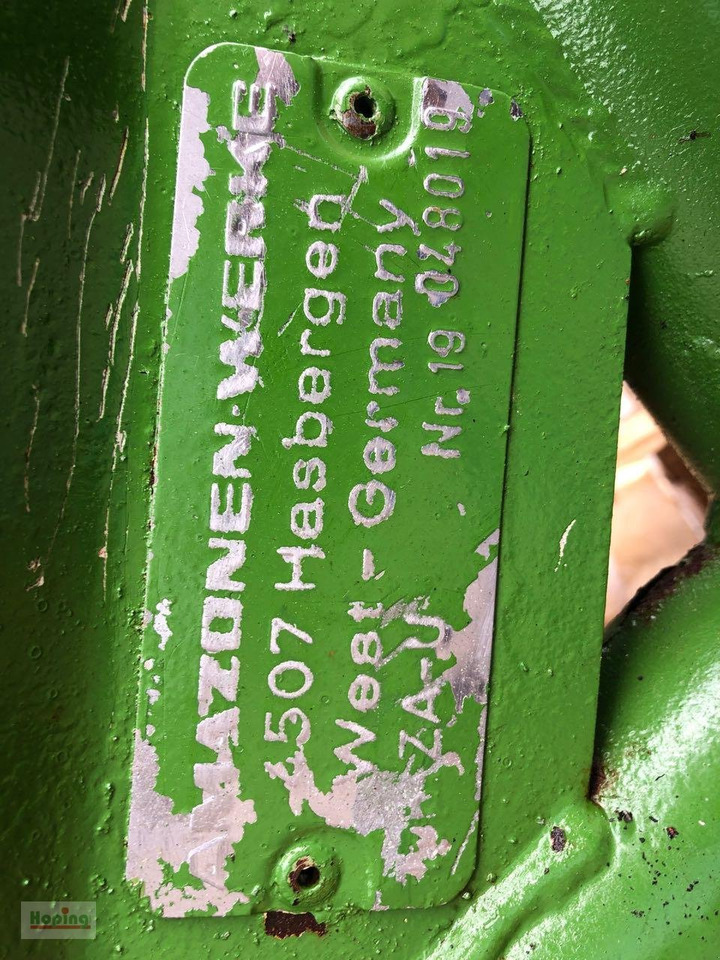 AMAZONEN-WERKE
4507 Hasbergen
West-Germany
ZA-U Nr. 19 048019
Hoping